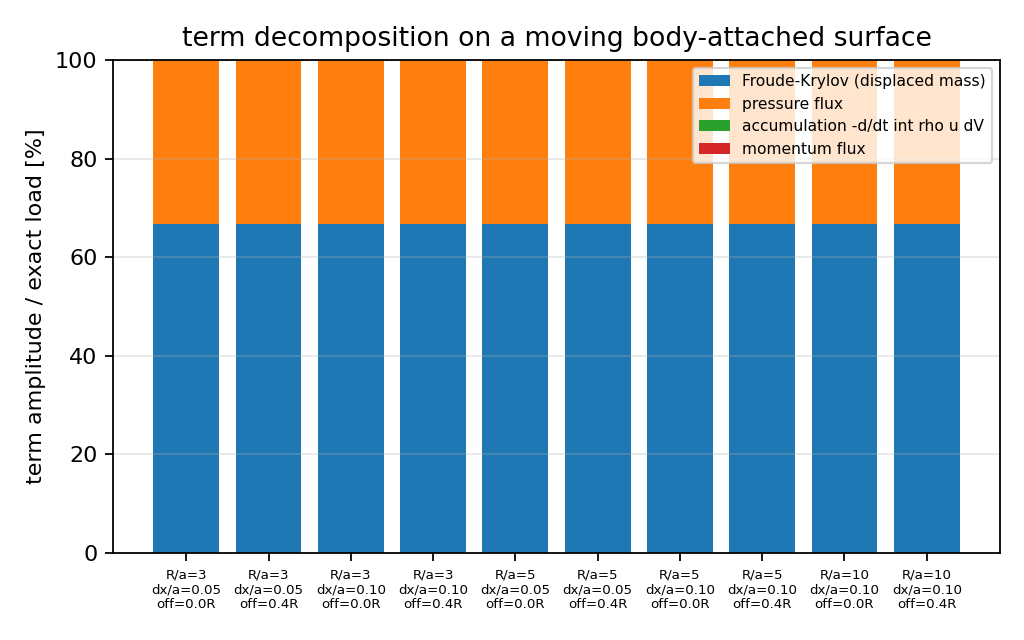 term decomposition on a moving body-attached surface
term amplitude / exact load [%]
100
80
60
40
20
0
Froude-Krylov (displaced mass)
pressure flux
accumulation -d/dt int rho u dV
momentum flux
R/a=3
dx/a=0.05
off=0.0R
R/a=3
dx/a=0.05
off=0.4R
R/a=3
dx/a=0.10
off=0.0R
R/a=3
dx/a=0.10
off=0.4R
R/a=5
dx/a=0.05
off=0.0R
R/a=5
dx/a=0.05
off=0.4R
R/a=5
dx/a=0.10
off=0.0R
R/a=5
dx/a=0.10
off=0.4R
R/a=10
dx/a=0.10
off=0.0R
R/a=10
dx/a=0.10
off=0.4R